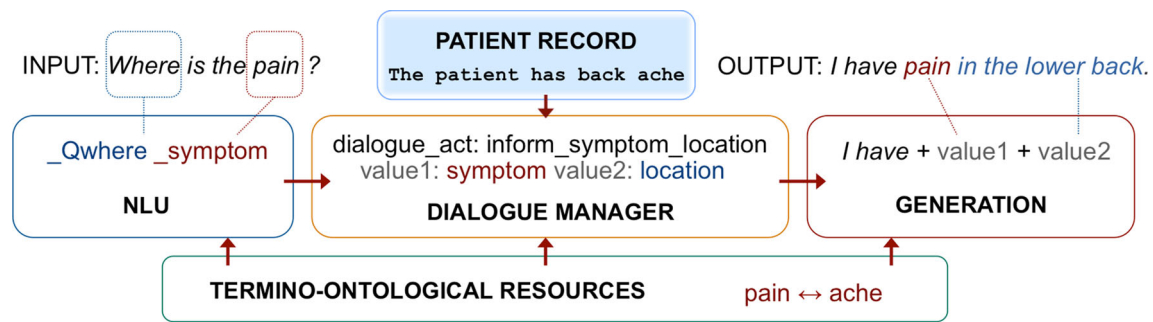 INPUT: Where is the pain ?
PATIENT RECORD
The patient has back ache
OUTPUT: I have pain in the lower back.
_Qwhere _symptom
NLU
dialogue_act: inform_symptom_location
value1: symptom value2: location
DIALOGUE MANAGER
I have + value1 + value2
GENERATION
TERMINO-ONTOLOGICAL RESOURCES
pain ↔ ache